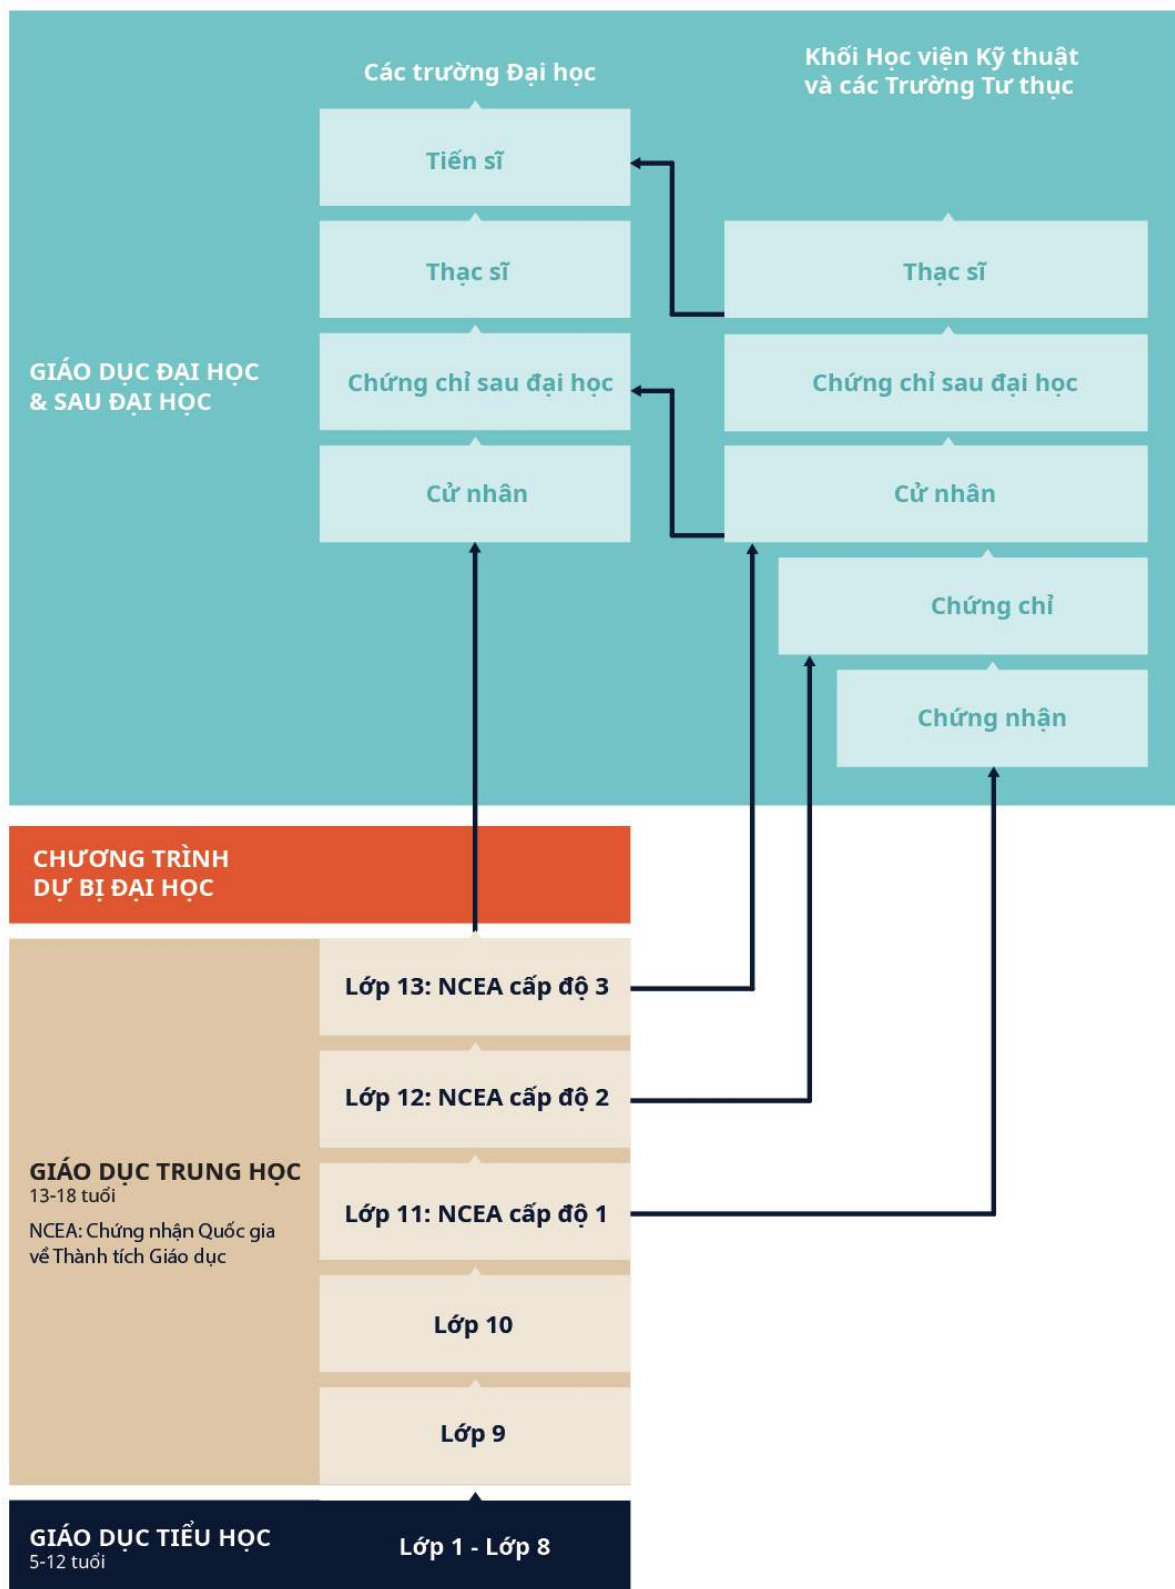 Các trường Đại học
Khối Học viện Kỹ thuật
và các Trường Tư thục
Tiến sĩ
Thạc sĩ
Thạc sĩ
GIÁO DỤC ĐẠI HỌC
& SAU ĐẠI HỌC
Chứng chỉ sau đại học
Chứng chỉ sau đại học
Cử nhân
Cử nhân
Chứng chỉ
Chứng nhận
CHƯƠNG TRÌNH
DỰ BỊ ĐẠI HỌC
Lớp 13: NCEA cấp độ 3
Lớp 12: NCEA cấp độ 2
GIÁO DỤC TRUNG HỌC
13-18 tuổi
NCEA: Chứng nhận Quốc gia
về Thành tích Giáo dục
Lớp 11: NCEA cấp độ 1
Lớp 10
Lớp 9
GIÁO DỤC TIỂU HỌC
5-12 tuổi
Lớp 1 - Lớp 8